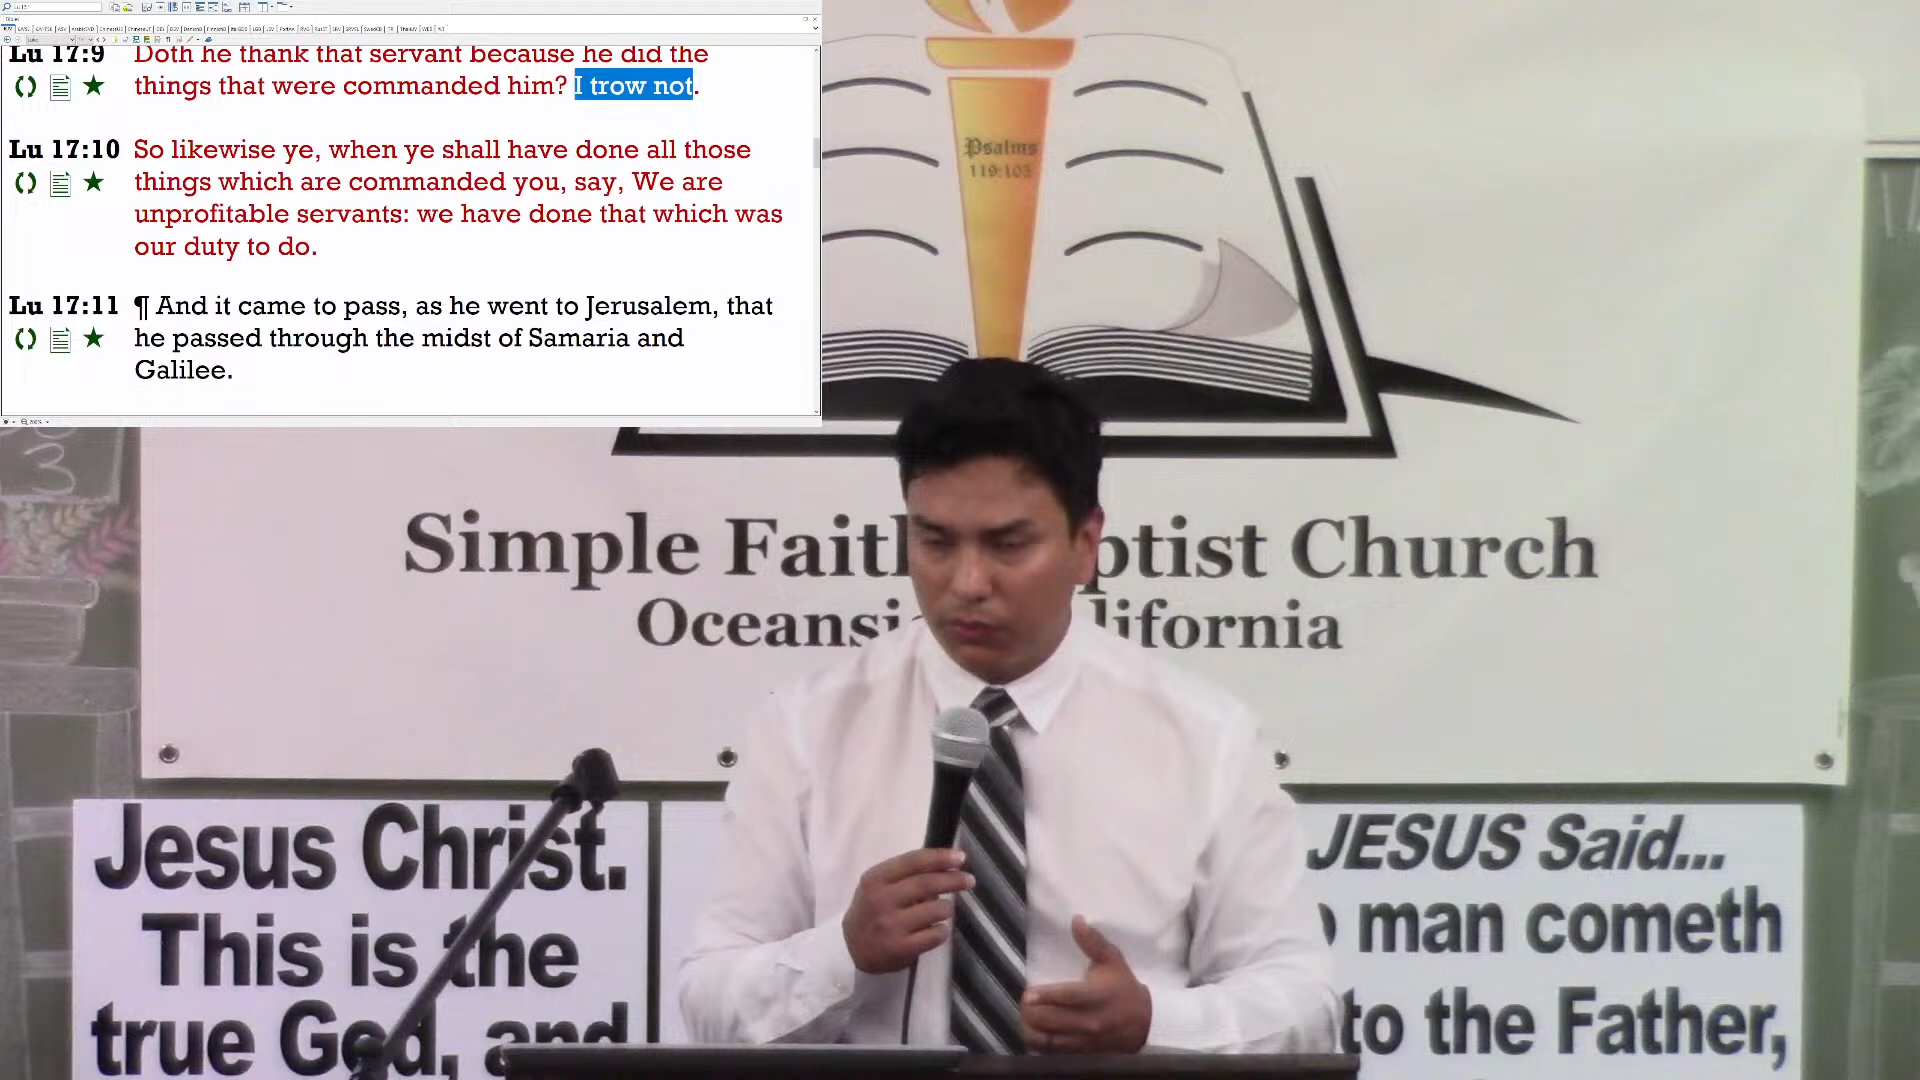 Lu 17:9 Doth he thank that servant because he did the
things that were commanded him? I trow not.
Lu 17:10 So likewise ye, when ye shall have done all those
things which are commanded you, say, We are
unprofitable servants: we have done that which was
our duty to do.
Lu 17:11 ¶ And it came to pass, as he went to Jerusalem, that
he passed through the midst of Samaria and
Galilee.
Psalms
119:105
3
Simple Faith ptist Church
Oceansi lifornia
Jesus Christ.
This is the
true God, and
JESUS Said...
man cometh
to the Father,